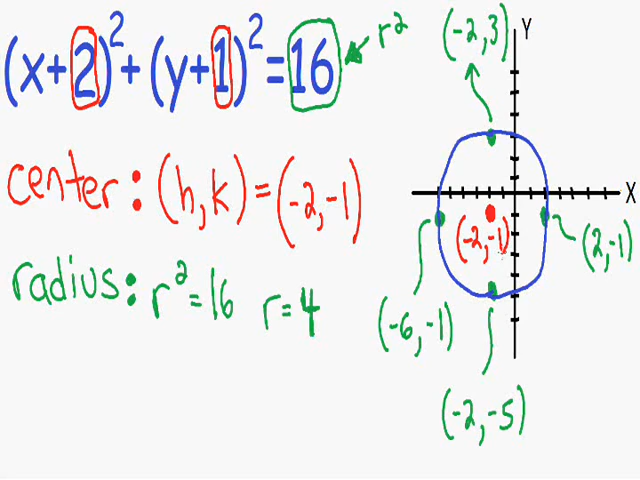 (x+2)²+(y+1)²=16 r²
center: (h,k)=(-2,-1)
radius: r²=16 r=4
Y
(-2,3)
X
(-2,-1)
(2,-1)
(-6,-1)
(-2,-5)